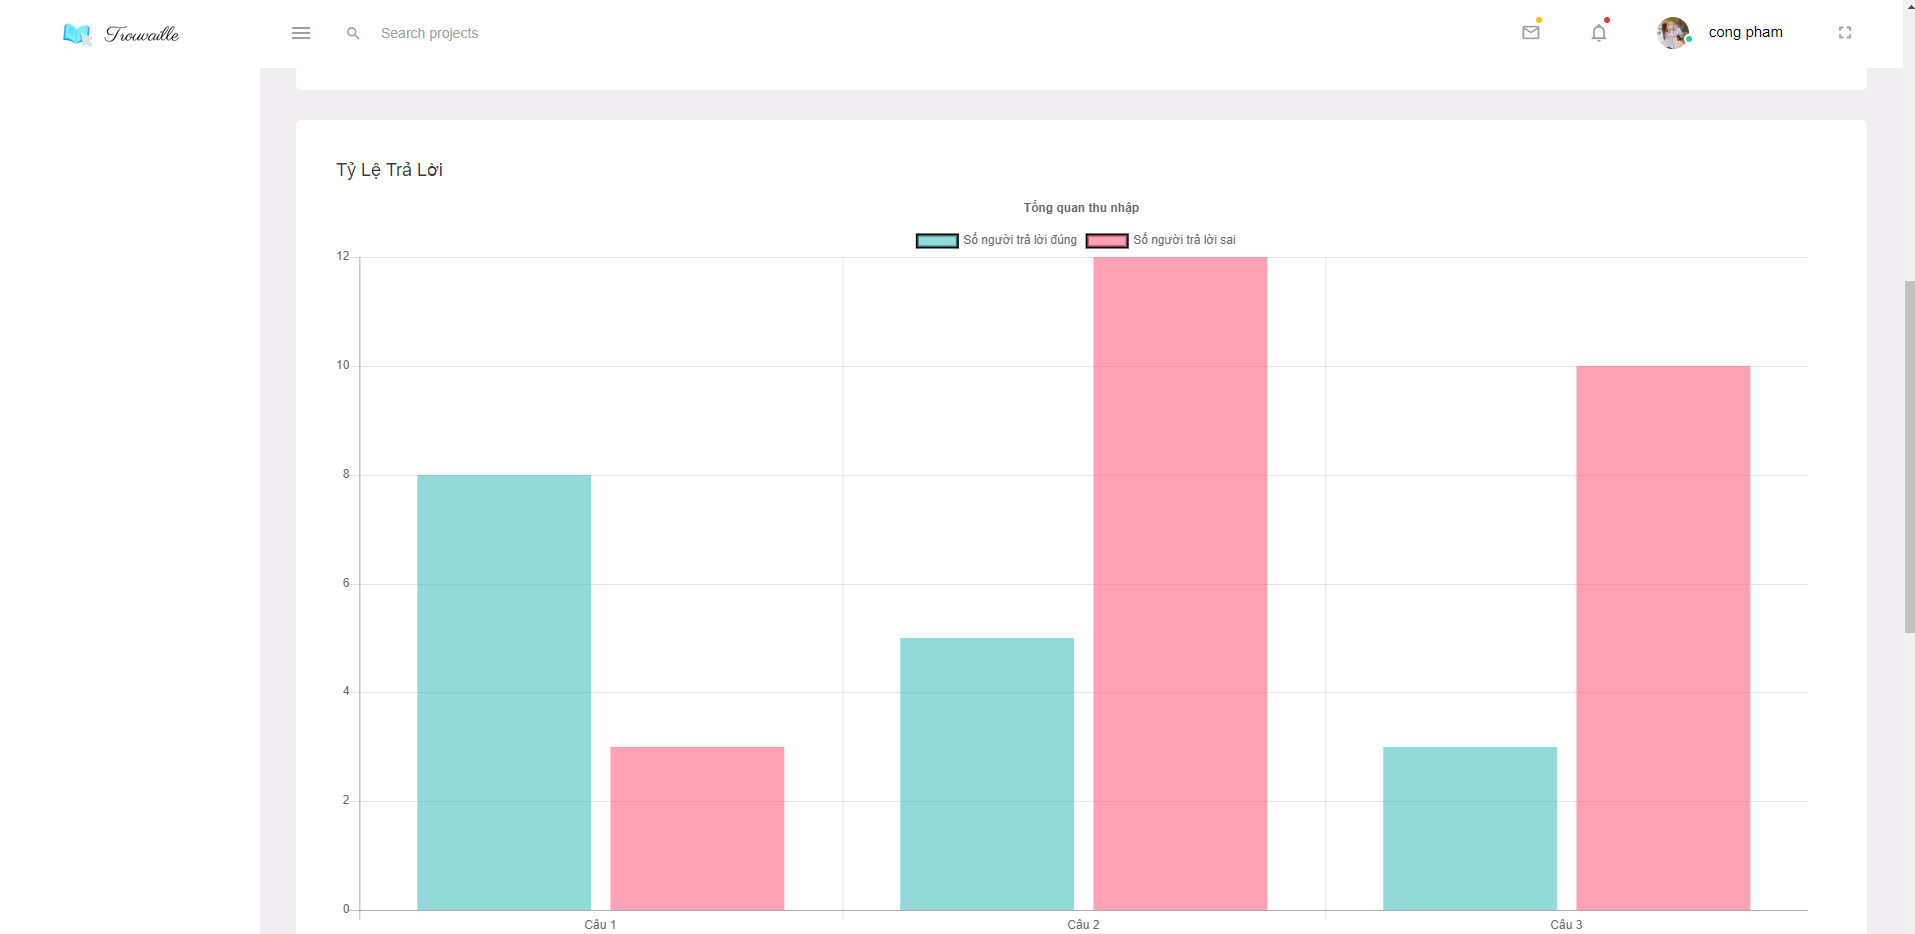 Trouvaille
Search projects
cong pham
Tỷ Lệ Trả Lời
Tổng quan thu nhập
Số người trả lời đúng Số người trả lời sai
12
10
8
6
4
2
0
Câu 1 Câu 2 Câu 3